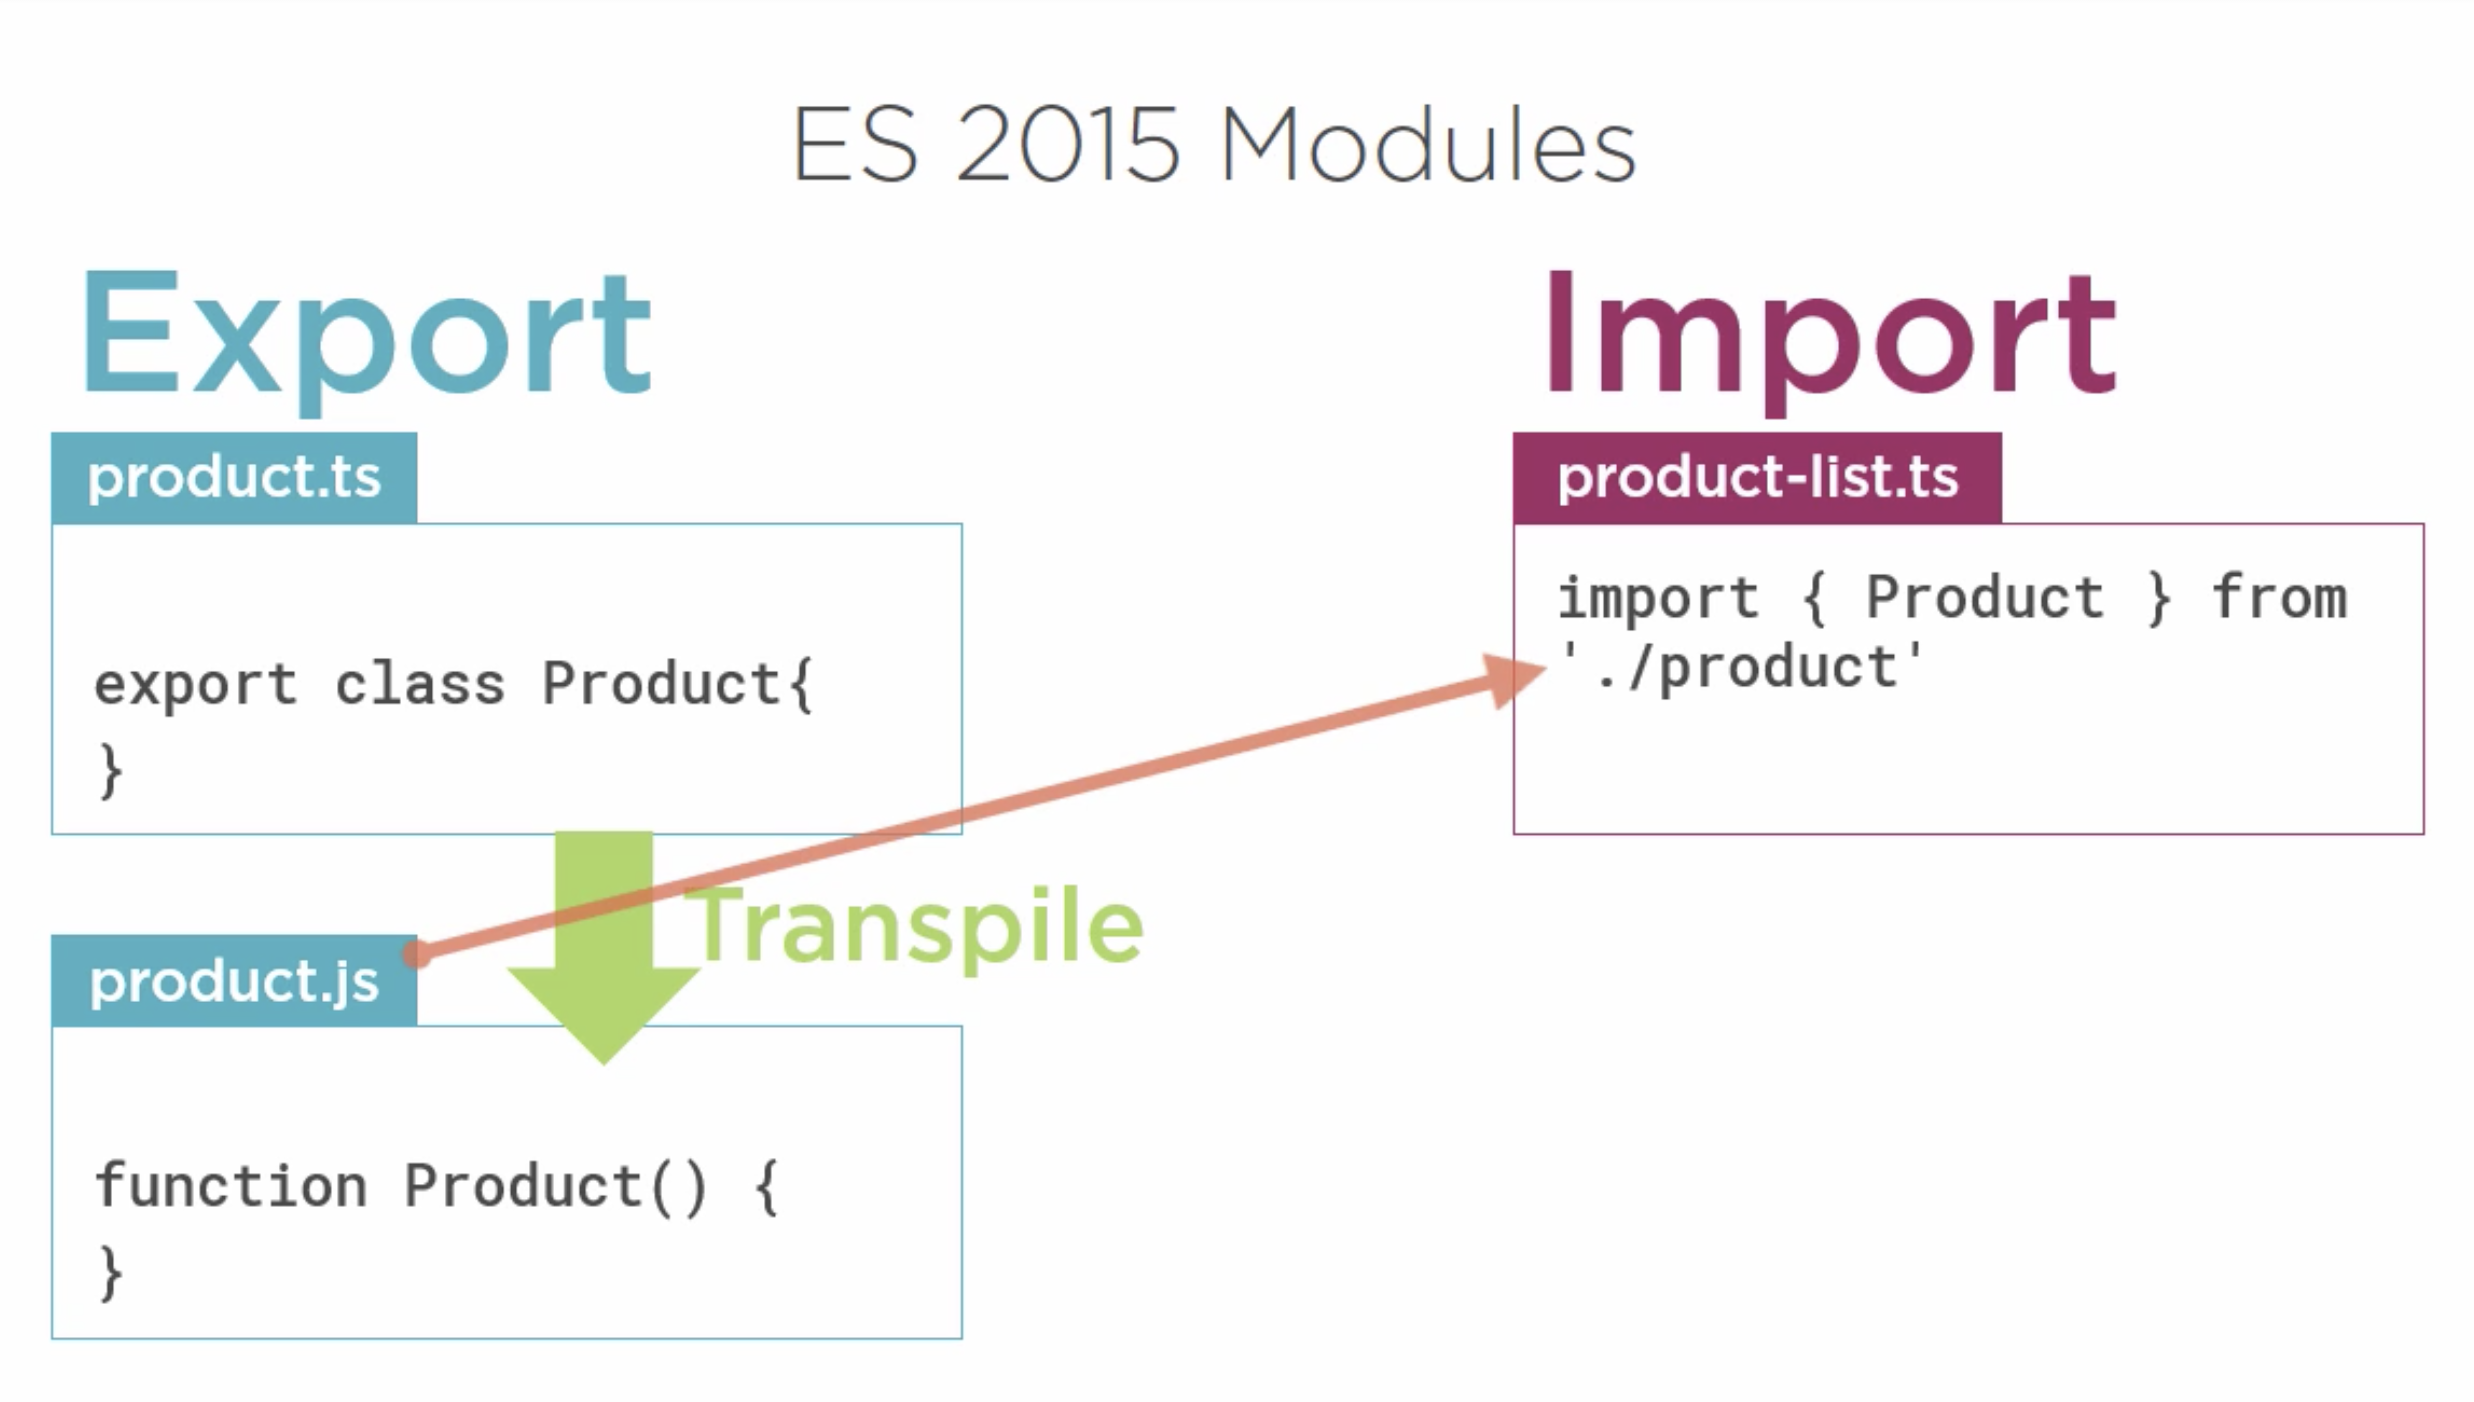 ES 2015 Modules
Export
product.ts
export class Product{
}
Transpile
product.js
function Product() {
}
Import
product-list.ts
import { Product } from
'./product'